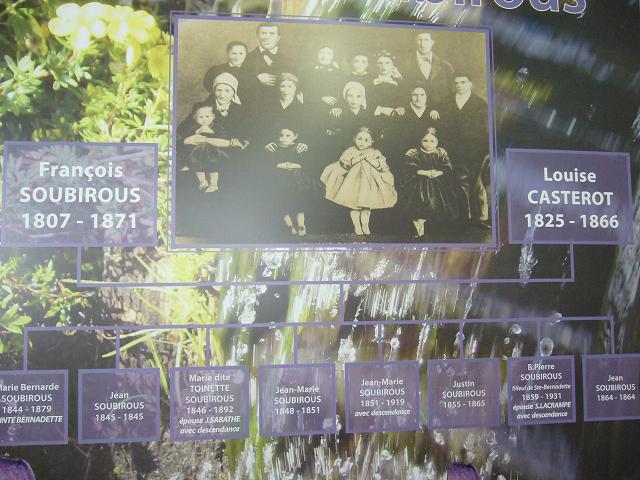 François
SOUBIROUS
1807 - 1871
Louise
CASTEROT
1825 - 1866
Marie Bernarde
SOUBIROUS
1844 - 1879
Jean
SOUBIROUS
1845 - 1845
Marie dite
TOINETTE
SOUBIROUS
1846 - 1892
épouse J.SABATHE
avec descendance
Jean-Marie
SOUBIROUS
1848 - 1851
Jean-Marie
SOUBIROUS
1851 - 1919
avec descendance
Justin
SOUBIROUS
1855 - 1865
B.Pierre
SOUBIROUS
filleul de Ste-Bernadette
1859 - 1931
épouse S.LACRAMPE
avec descendance
Jean
SOUBIROUS
1864 - 1864